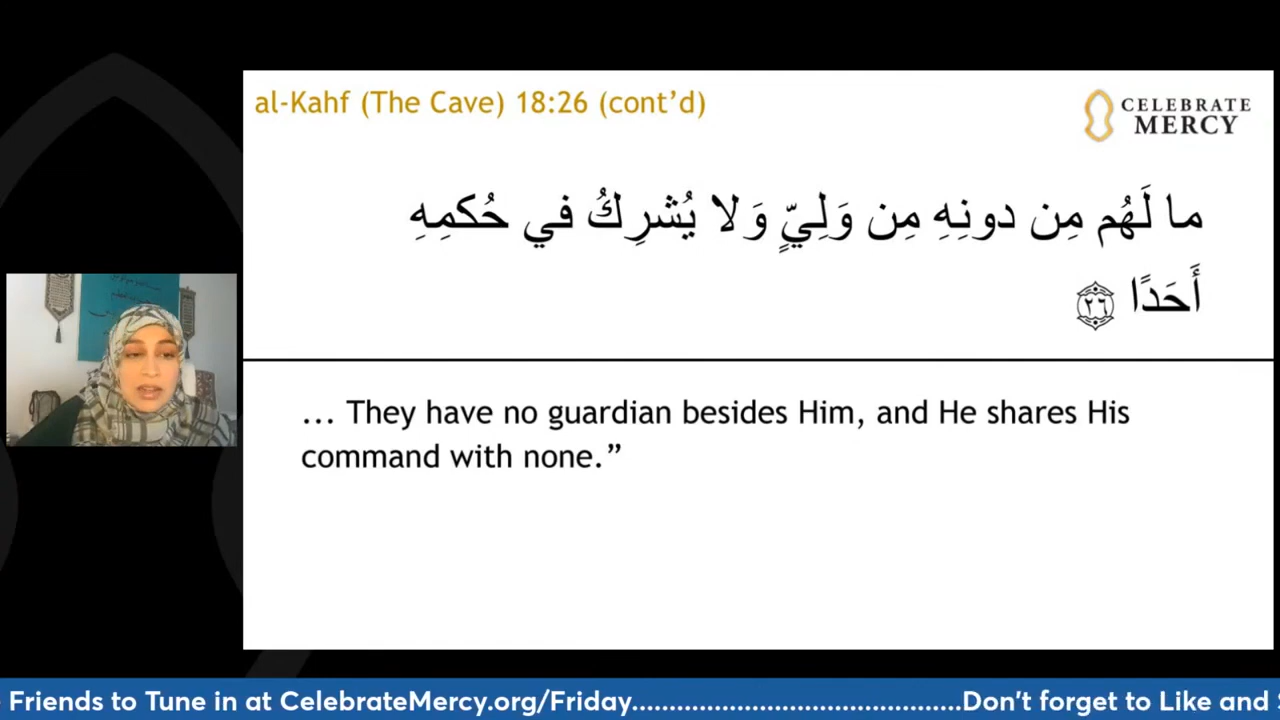 al-Kahf (The Cave) 18:26 (cont’d)
CELEBRATE
MERCY
ما لَهُم مِن دونِهِ مِن وَلِيٍّ وَلا يُشرِكُ في حُكمِهِ
أَحَدًا ۝٢٦
... They have no guardian besides Him, and He shares His
command with none.”
Friends to Tune in at CelebrateMercy.org/Friday............................................Don’t forget to Like and